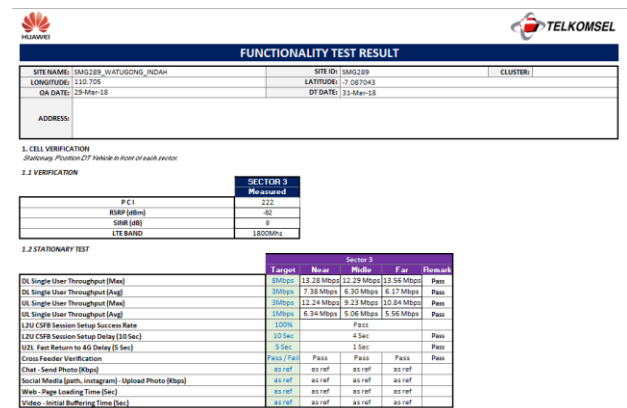 HUAWEI
TELKOMSEL
FUNCTIONALITY TEST RESULT
SITE NAME: SMG289_WATUGONG_INDAH SITE ID: SMG289 CLUSTER:
LONGITUDE: 110.705 LATITUDE: -7.087043
OA DATE: 29-Mar-18 DT DATE: 31-Mar-18
ADDRESS:
1. CELL VERIFICATION
Stationary. Position DT Vehicle in front of each sector.
1.1 VERIFICATION
SECTOR 3
Measured
P C I 222
RSRP (dBm) -82
SINR (dB) 8
LTE BAND 1800Mhz
1.2 STATIONARY TEST
Sector 3
Target Near Midle Far Remark
DL Single User Throughput (Max) 8Mbps 13.28 Mbps 12.29 Mbps 13.56 Mbps Pass
DL Single User Throughput (Avg) 3Mbps 7.38 Mbps 6.30 Mbps 6.17 Mbps Pass
UL Single User Throughput (Max) 3Mbps 12.24 Mbps 9.23 Mbps 10.84 Mbps Pass
UL Single User Throughput (Avg) 1Mbps 6.34 Mbps 5.06 Mbps 5.56 Mbps Pass
L2U CSFB Session Setup Success Rate 100% Pass
L2U CSFB Session Setup Delay (10 Sec) 10 Sec 4 Sec Pass
U2L Fast Return to 4G Delay (5 Sec) 5 Sec 1 Sec Pass
Cross Feeder Verification Pass / Fail Pass Pass Pass Pass
Chat - Send Photo (Kbps) as ref as ref as ref as ref
Social Media (path, instagram) - Upload Photo (Kbps) as ref as ref as ref as ref
Web - Page Loading Time (Sec) as ref as ref as ref as ref
Video - Initial Buffering Time (Sec) as ref as ref as ref as ref